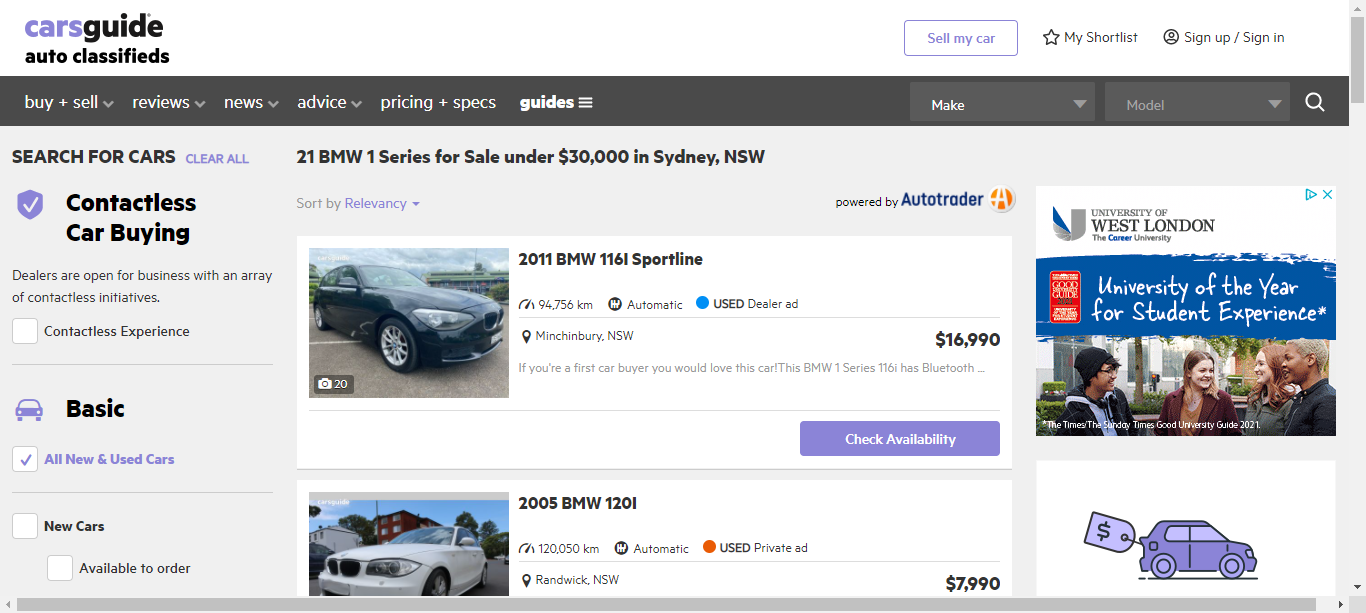 carsguide
auto classifieds
Sell my car
My Shortlist
Sign up / Sign in
buy + sell
reviews
news
advice
pricing + specs
guides
Make
Model
SEARCH FOR CARS
CLEAR ALL
Contactless
Car Buying
Dealers are open for business with an array
of contactless initiatives.
Contactless Experience
Basic
All New & Used Cars
New Cars
Available to order
21 BMW 1 Series for Sale under $30,000 in Sydney, NSW
Sort by Relevancy
powered by Autotrader
carsguide
20
2011 BMW 116I Sportline
94,756 km
Automatic
USED Dealer ad
Minchinbury, NSW
$16,990
If you're a first car buyer you would love this car!This BMW 1 Series 116i has Bluetooth ...
Check Availability
carsguide
2005 BMW 120I
120,050 km
Automatic
USED Private ad
Randwick, NSW
$7,990
UNIVERSITY OF
WEST LONDON
The Career University
GOOD
UNIVERSITY
GUIDE
University of the Year
for Student Experience*
*The Times/The Sunday Times Good University Guide 2021.
$